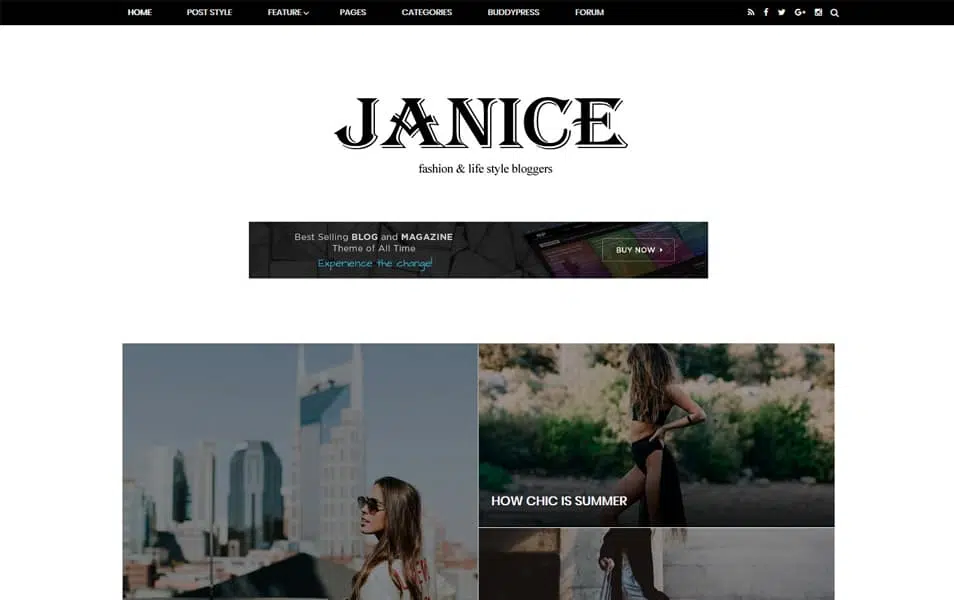 HOME POST STYLE FEATURE PAGES CATEGORIES BUDDYPRESS FORUM
JANICE
fashion & life style bloggers
Best Selling BLOG and MAGAZINE
Theme of All Time
Experience the change!
BUY NOW
HOW CHIC IS SUMMER